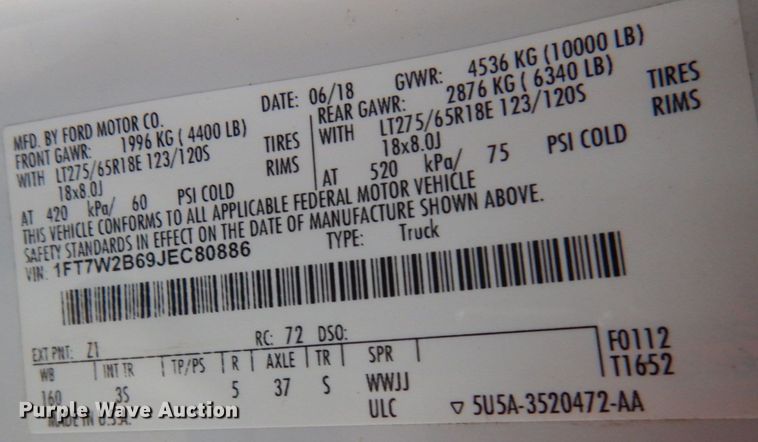 MFD. BY FORD MOTOR CO.
DATE: 06/18
GVWR: 4536 KG (10000 LB)
FRONT GAWR: 1996 KG ( 4400 LB)
WITH LT275/65R18E 123/120S TIRES
18x8.0J RIMS
AT 420 kPa/ 60 PSI COLD
REAR GAWR: 2876 KG ( 6340 LB)
WITH LT275/65R18E 123/120S TIRES
18x8.0J RIMS
AT 520 kPa/ 75 PSI COLD
THIS VEHICLE CONFORMS TO ALL APPLICABLE FEDERAL MOTOR VEHICLE
SAFETY STANDARDS IN EFFECT ON THE DATE OF MANUFACTURE SHOWN ABOVE.
VIN: 1FT7W2B69JEC80886
TYPE: Truck
EXT PNT: Z1 RC: 72 DSO:
WB INT TR TP/PS R AXLE TR SPR
160 3S 5 37 S WWJJ
ULC
F0112
T1652
MADE IN U.S.A.
▽ 5U5A-3520472-AA
Purple Wave Auction